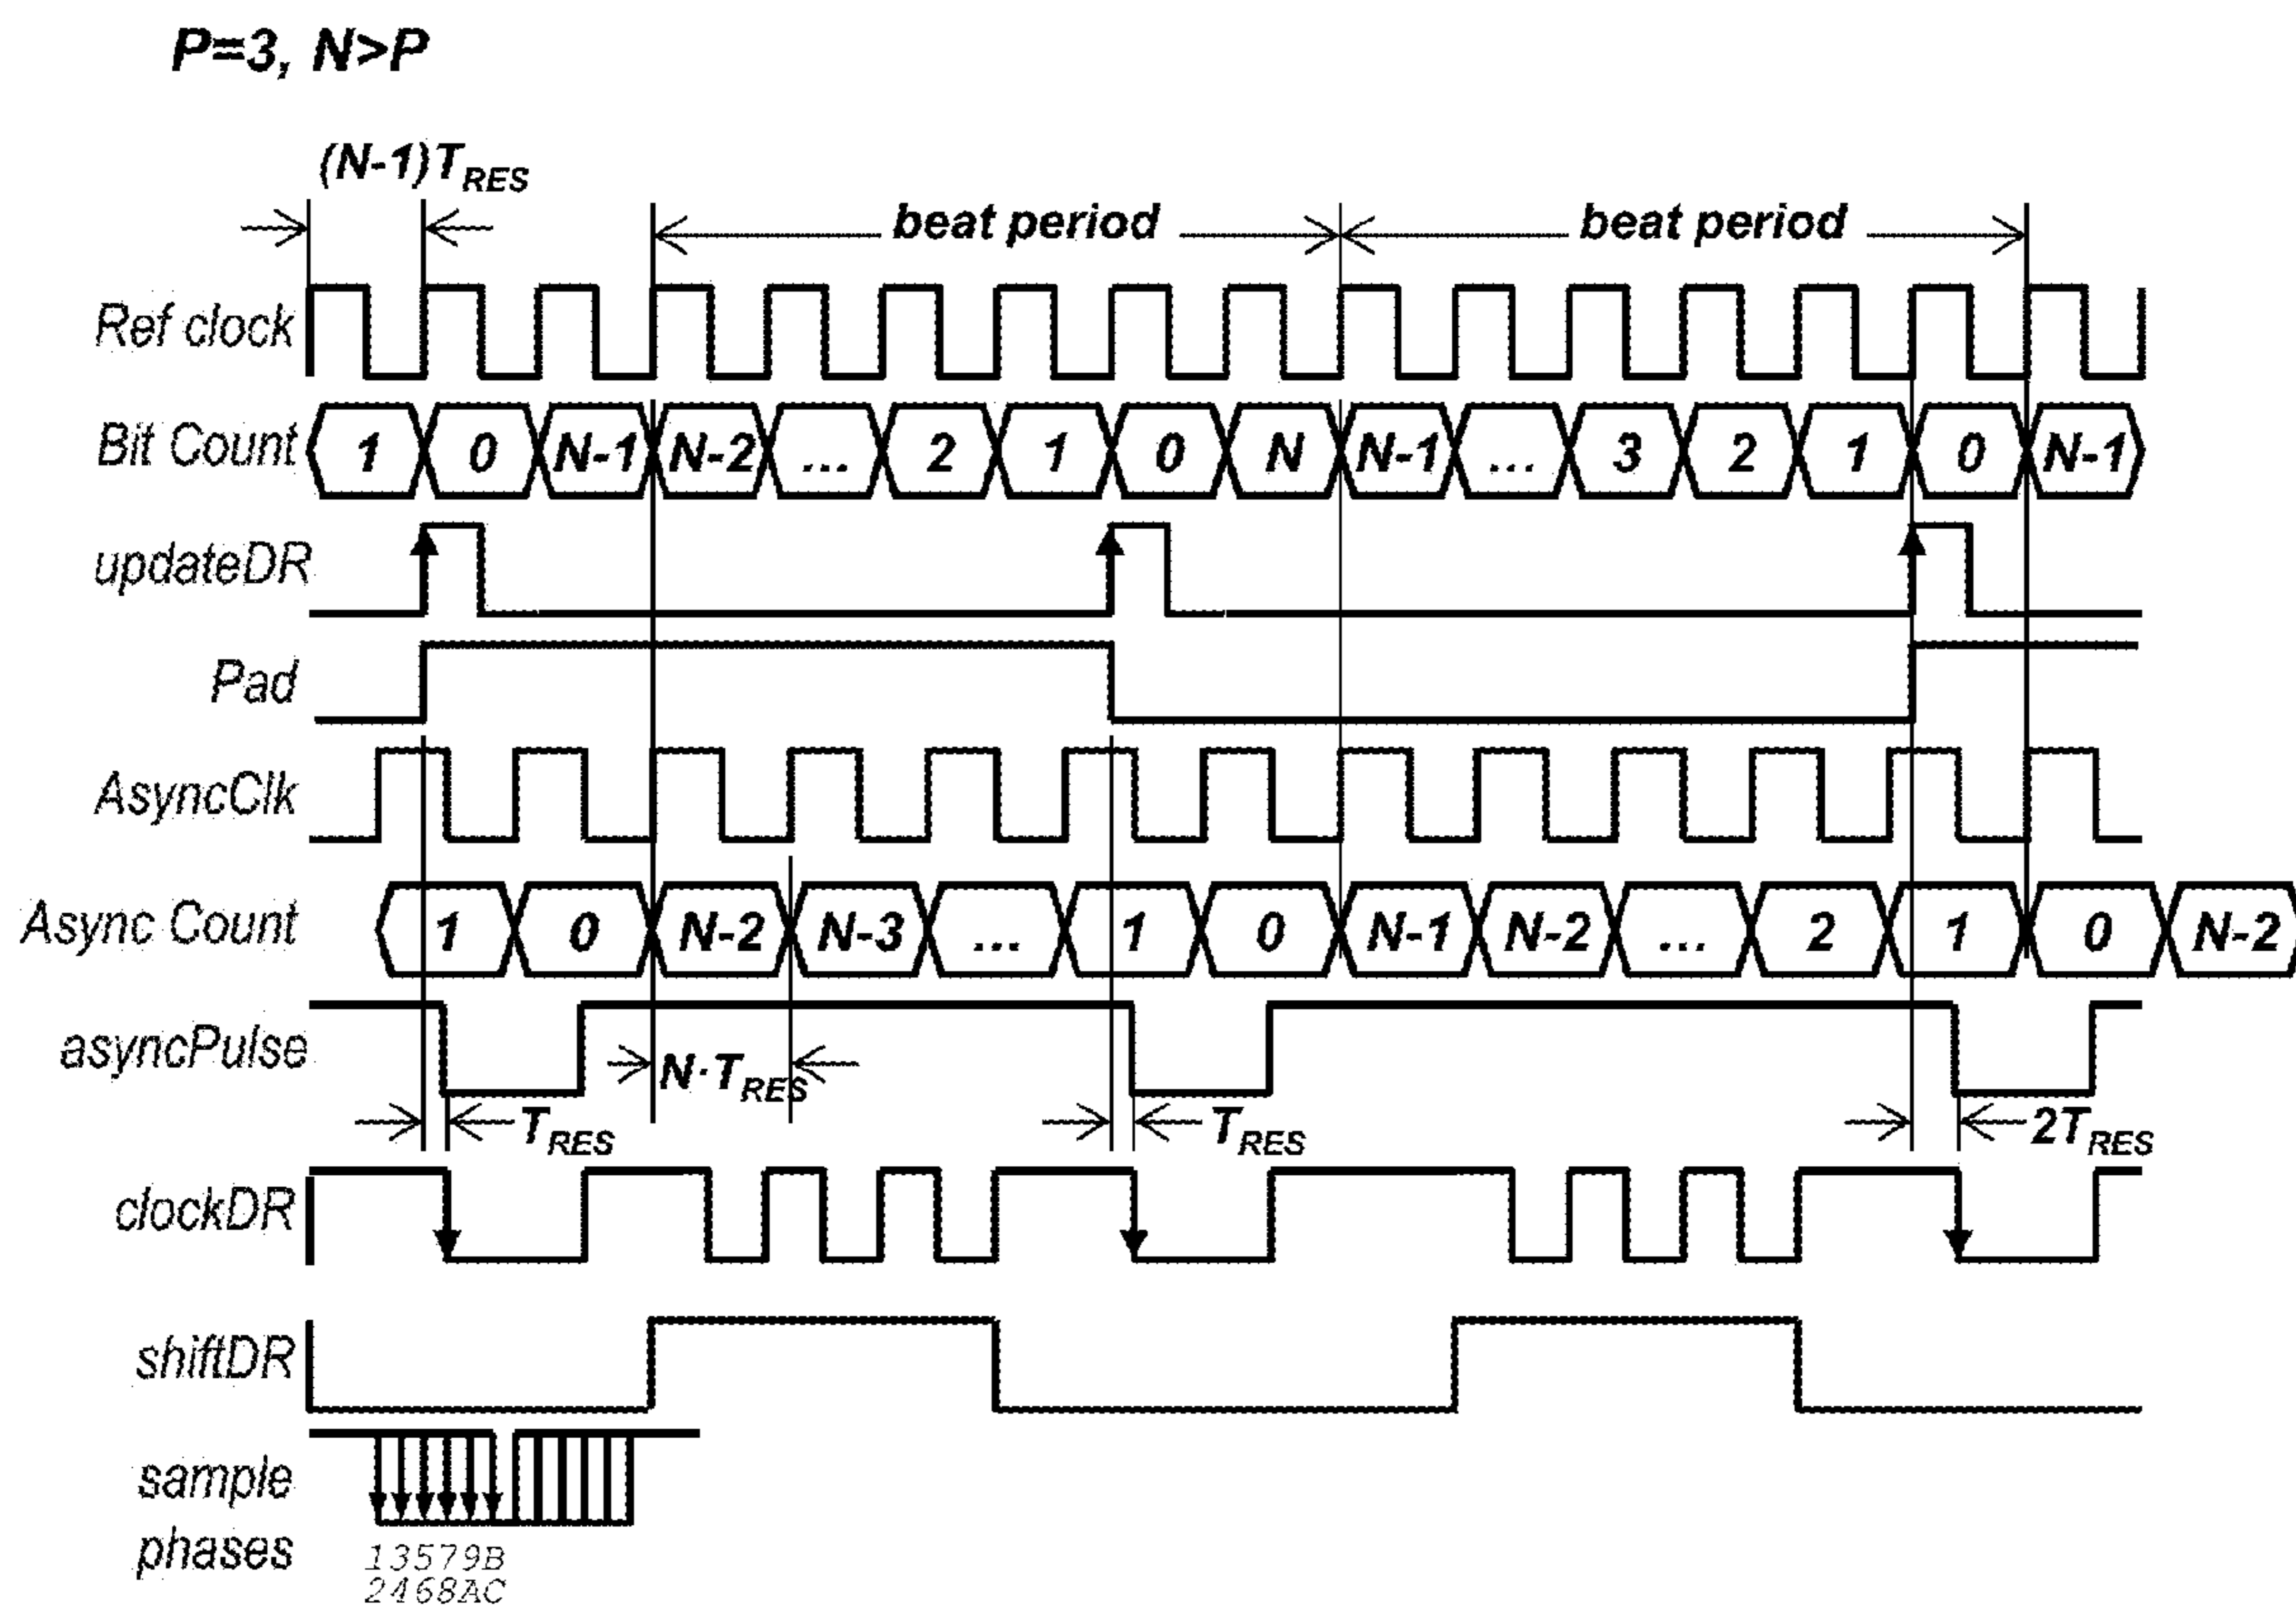 P=3, N>P
(N-1)T_RES
beat period beat period
Ref clock
Bit Count 1 0 N-1 N-2 ... 2 1 0 N N-1 ... 3 2 1 0 N-1
updateDR
Pad
AsyncClk
Async Count 1 0 N-2 N-3 ... 1 0 N-1 N-2 ... 2 1 0 N-2
asyncPulse
N·T_RES
T_RES T_RES 2T_RES
clockDR
shiftDR
sample
phases
13579B
2468AC